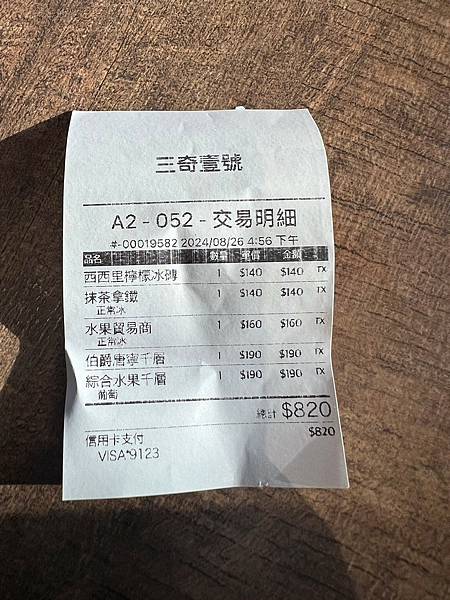 三奇壹號
A2 - 052 - 交易明細
#-00019582 2024/08/26 4:56 下午
品名 數量 單價 金額
西西里檸檬冰磚 1 $140 $140 TX
抹茶拿鐵 1 $140 $140 TX
正常冰
水果貿易商 1 $160 $160 TX
正常冰
伯爵唐寧千層 1 $190 $190 TX
綜合水果千層 1 $190 $190 TX
葡萄
總計 $820
信用卡支付 $820
VISA*9123